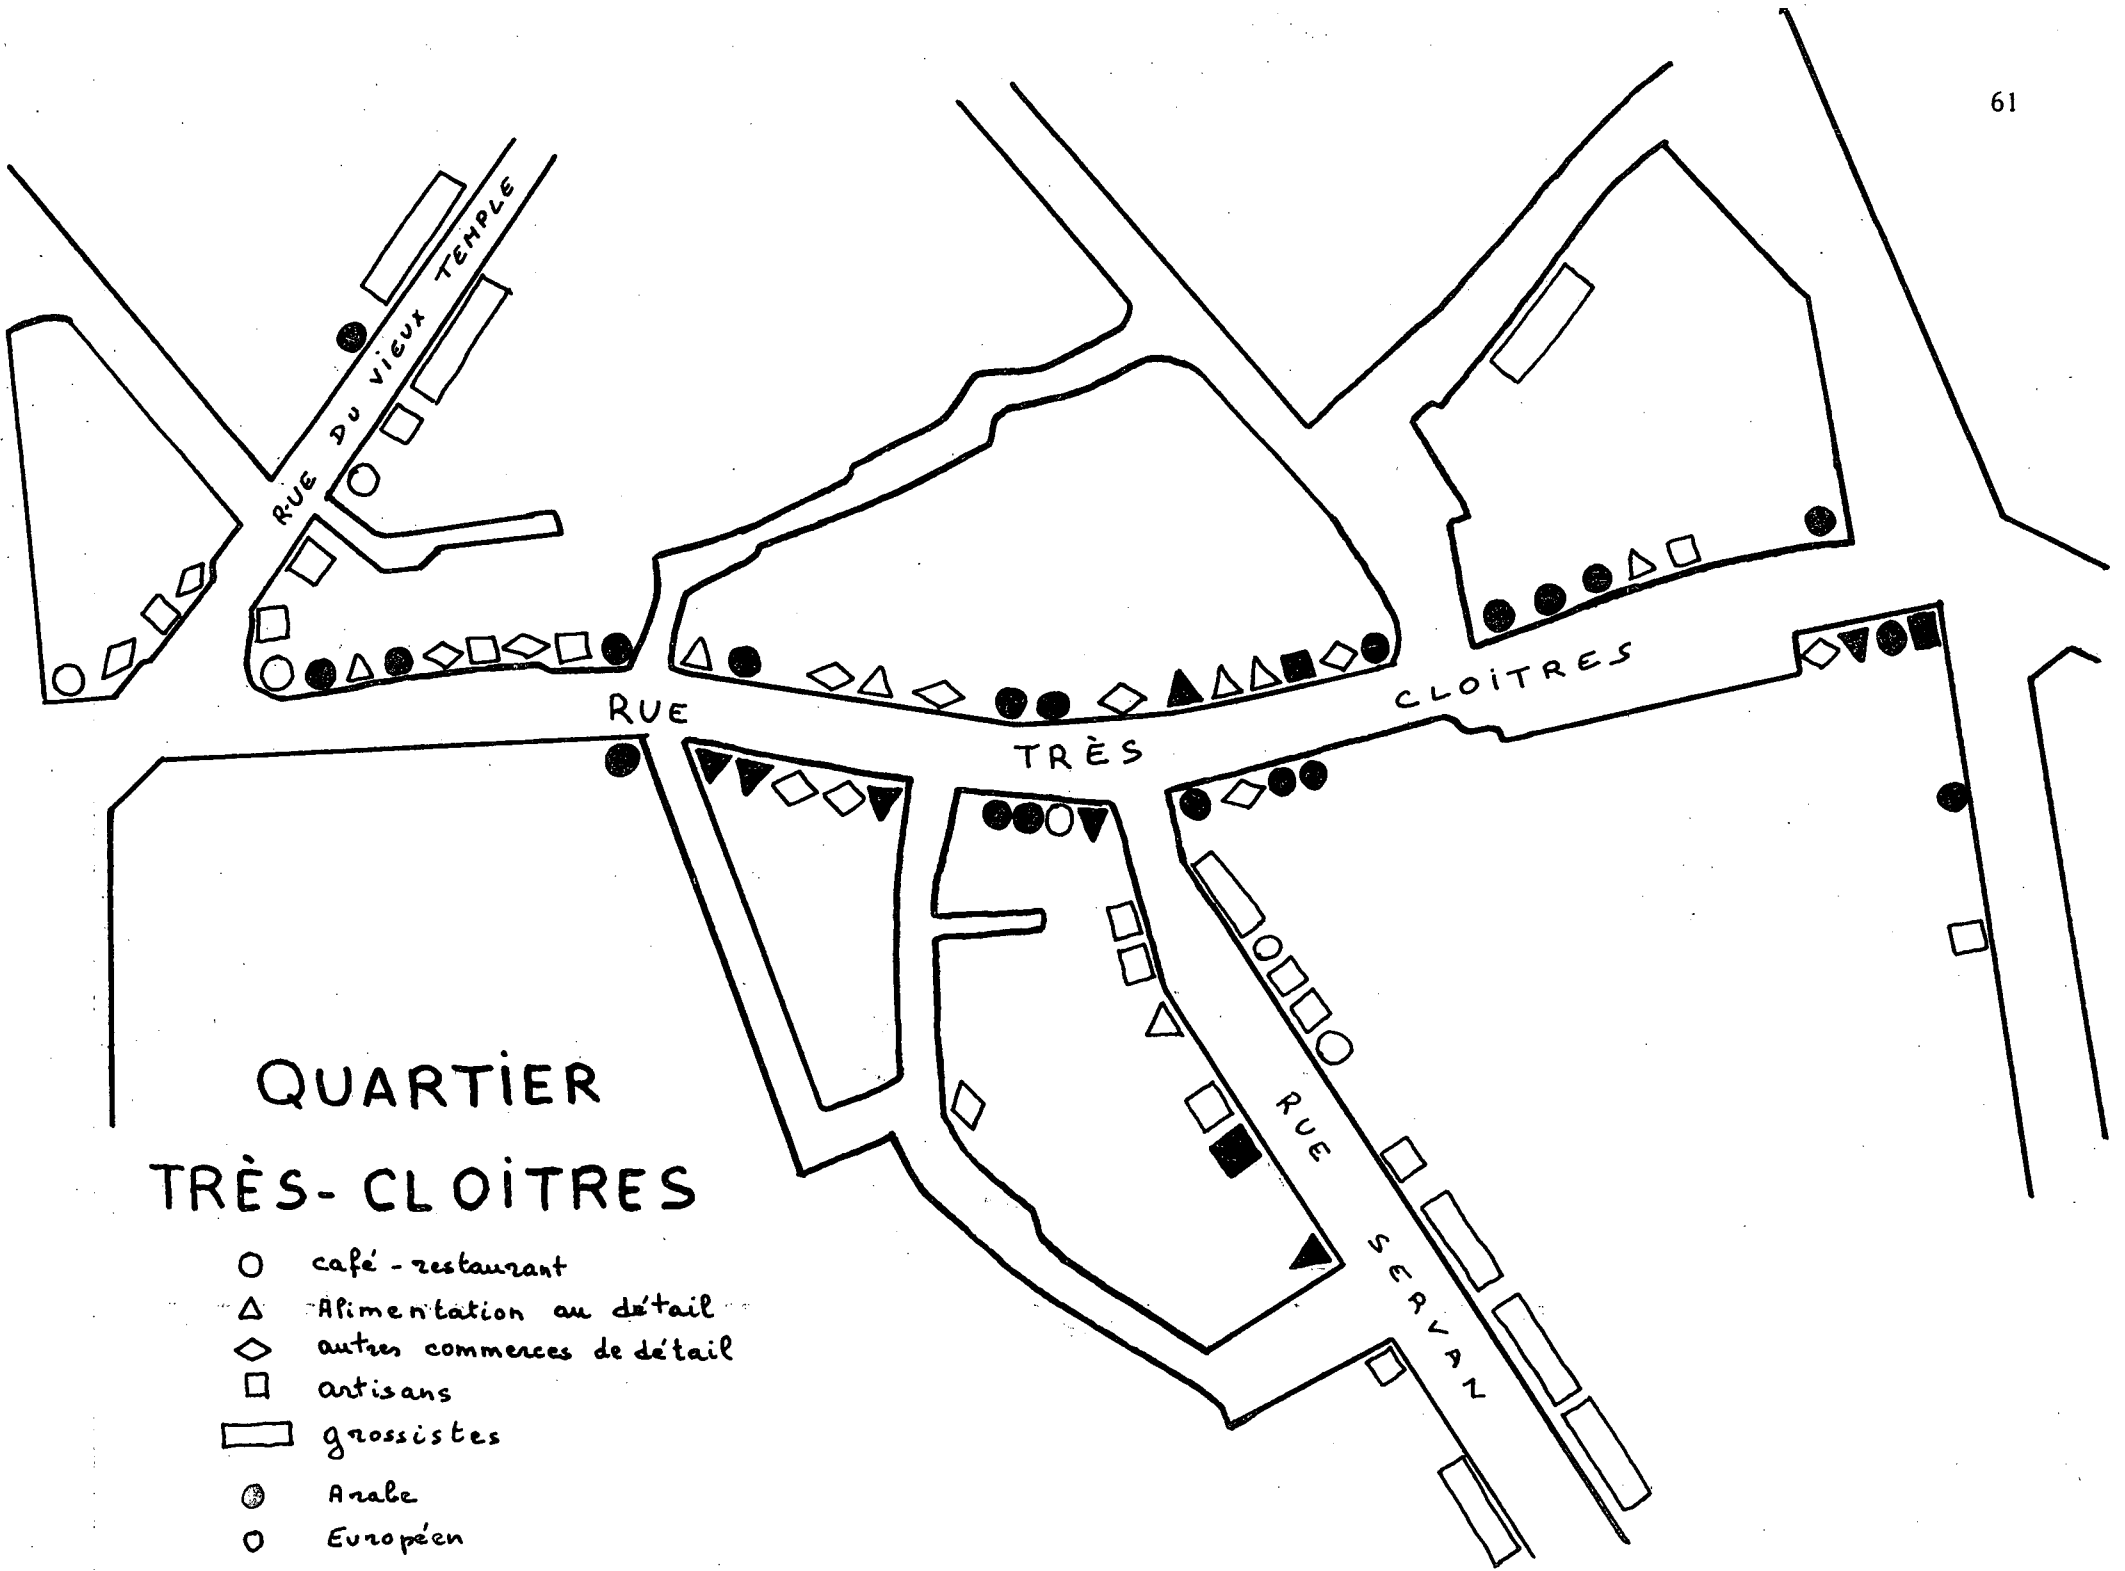 61
RUE DU VIEUX TEMPLE
RUE TRÈS CLOITRES
RUE SERVAN
QUARTIER
TRÈS-CLOITRES
café-restaurant
Alimentation au détail
autres commerces de détail
artisans
grossistes
Arabe
Européen